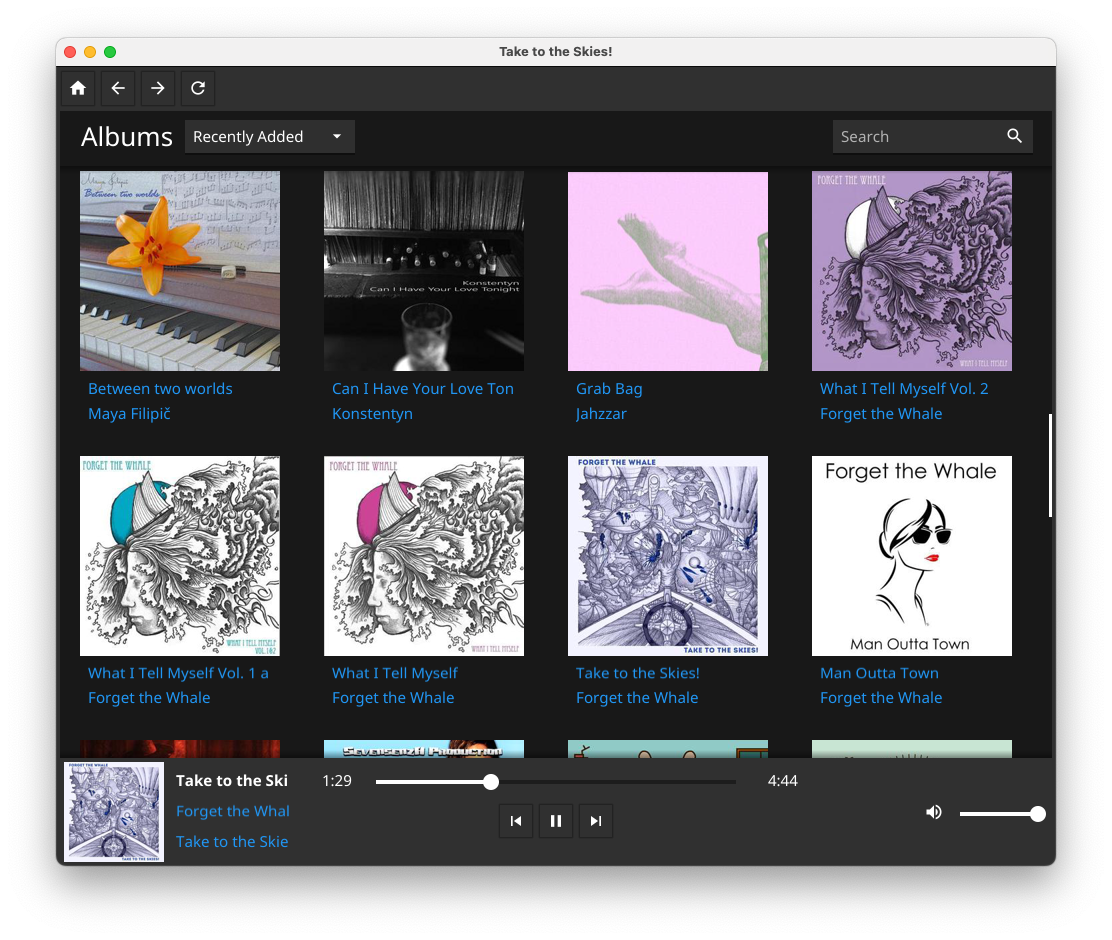 Take to the Skies!
Albums
Recently Added
Search
Between two worlds
Konstentyn
Can I Have Your Love Tonight
FORGET THE WHALE
WHAT I TELL MYSELF
Between two worlds
Can I Have Your Love Ton
Grab Bag
What I Tell Myself Vol. 2
Maya Filipič
Konstentyn
Jahzzar
Forget the Whale
FORGET THE WHALE
WHAT I TELL MYSELF
VOL.1&2
FORGET THE WHALE
WHAT I TELL MYSELF
FORGET THE WHALE
TAKE TO THE SKIES!
Forget the Whale
Man Outta Town
What I Tell Myself Vol. 1 a
What I Tell Myself
Take to the Skies!
Man Outta Town
Forget the Whale
Forget the Whale
Forget the Whale
Forget the Whale
FORGET THE WHALE
TAKE TO THE SKIES!
Take to the Ski
1:29
4:44
Forget the Whal
Take to the Skie